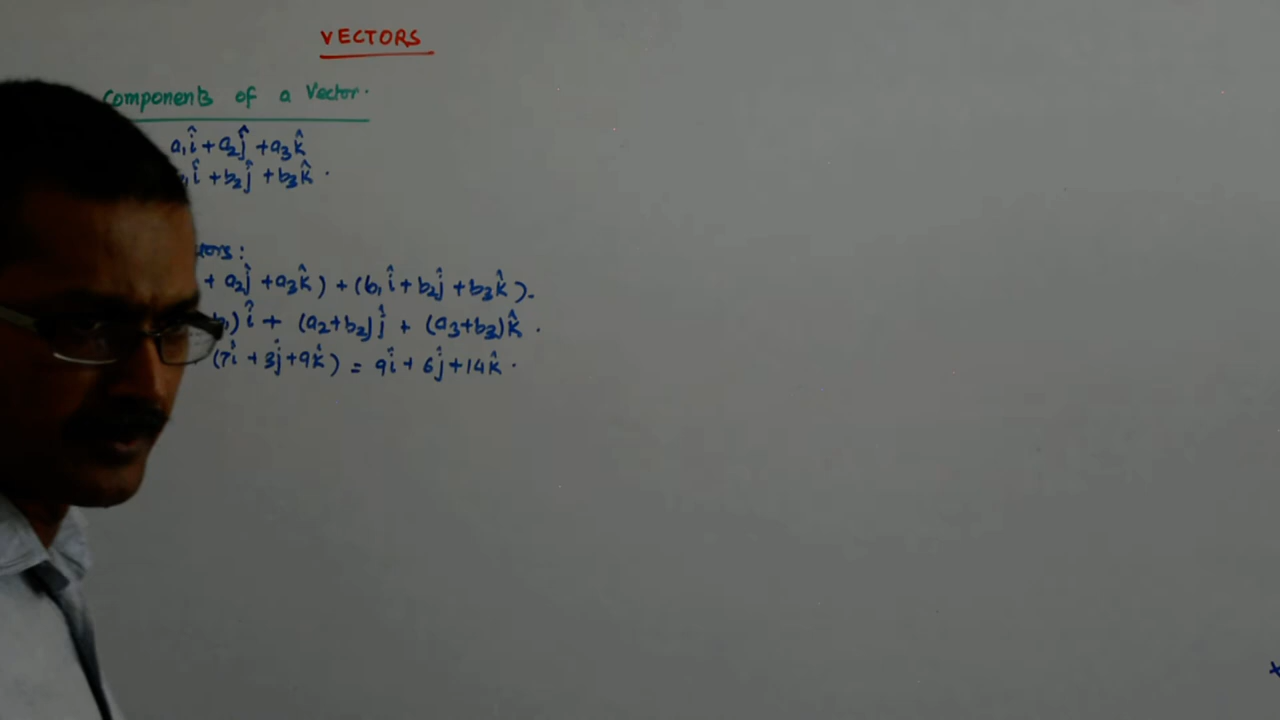 VECTORS
Components of a Vector.
a₁î + a₂ĵ + a₃k̂
î + b₂ĵ + b₃k̂ .
:
+ a₂ĵ + a₃k̂ ) + (b₁î + b₂ĵ + b₃k̂ ).
) î + (a₂+b₂)ĵ + (a₃+b₃)k̂ .
(7î + 3ĵ + 9k̂ ) = 9î + 6ĵ + 14k̂ .